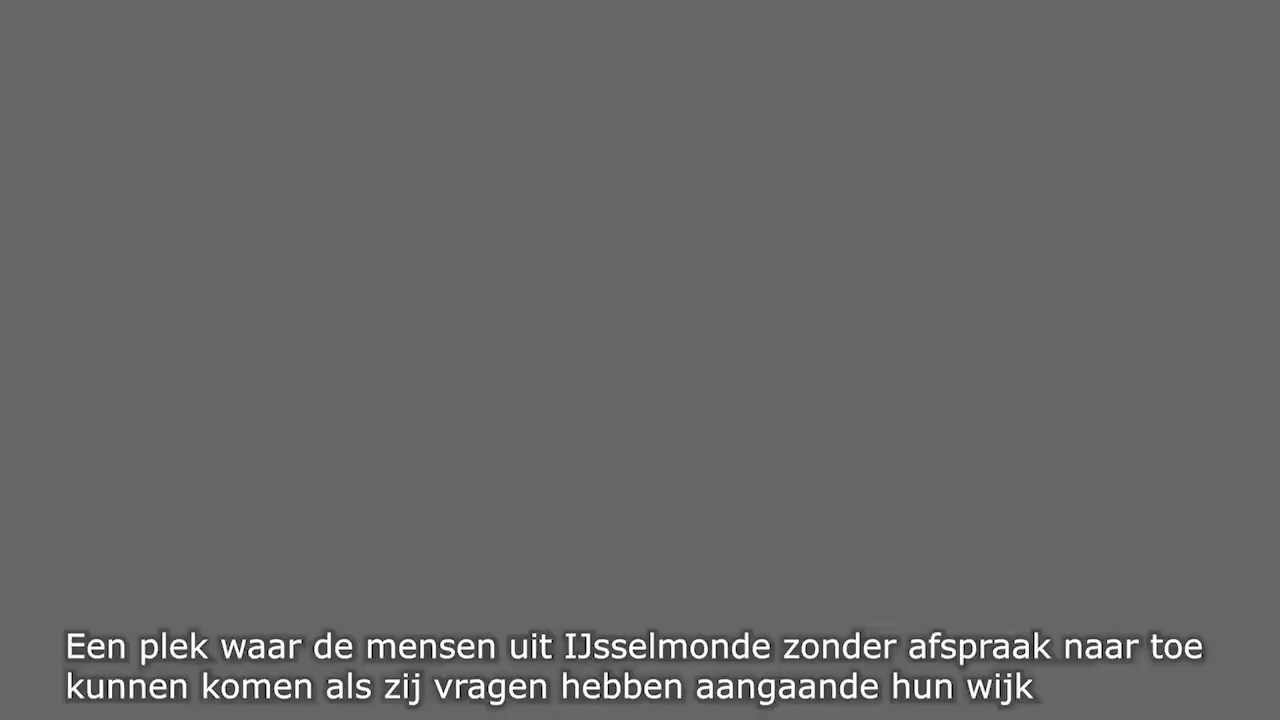 Een plek waar de mensen uit IJsselmonde zonder afspraak naar toe
kunnen komen als zij vragen hebben aangaande hun wijk